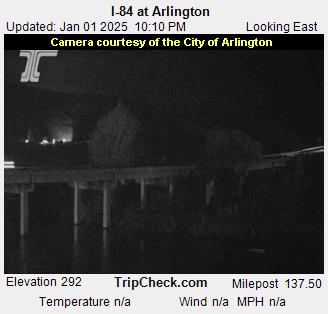 I-84 at Arlington
Updated: Jan 01 2025 10:10 PM Looking East
Camera courtesy of the City of Arlington
Elevation 292 TripCheck.com Milepost 137.50
Temperature n/a Wind n/a MPH n/a